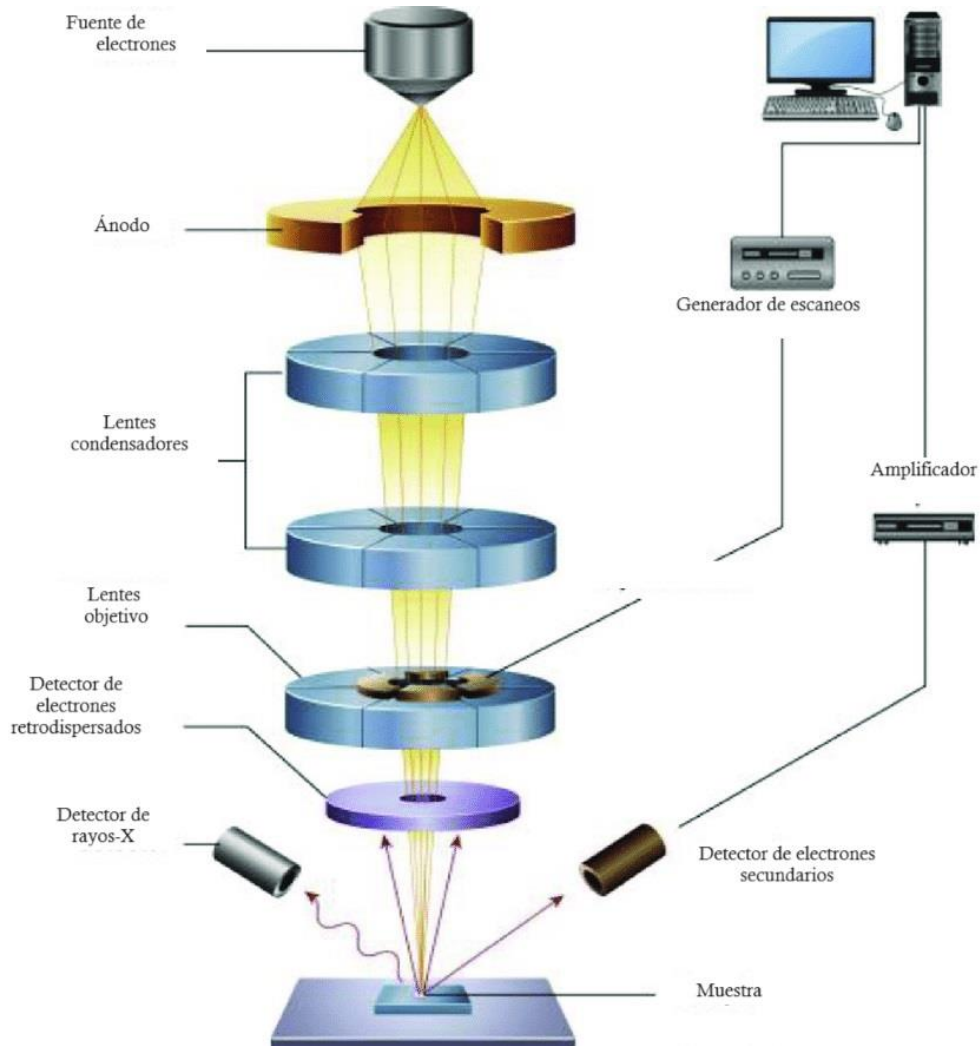 Fuente de
electrones
Ánodo
Generador de escaneos
Lentes
condensadores
Amplificador
Lentes
objetivo
Detector de
electrones
retrodispersados
Detector de
rayos-X
Detector de electrones
secundarios
Muestra